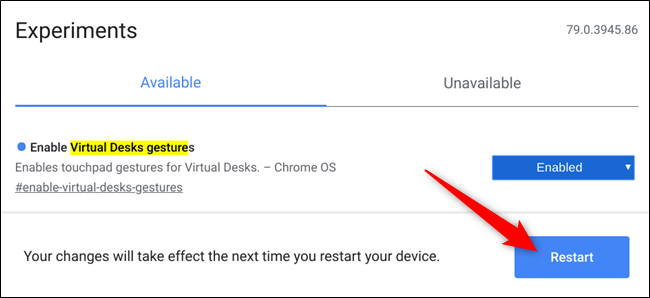 Experiments
79.0.3945.86
Available
Unavailable
Enable Virtual Desks gestures
Enables touchpad gestures for Virtual Desks. – Chrome OS
#enable-virtual-desks-gestures
Enabled
Your changes will take effect the next time you restart your device.
Restart